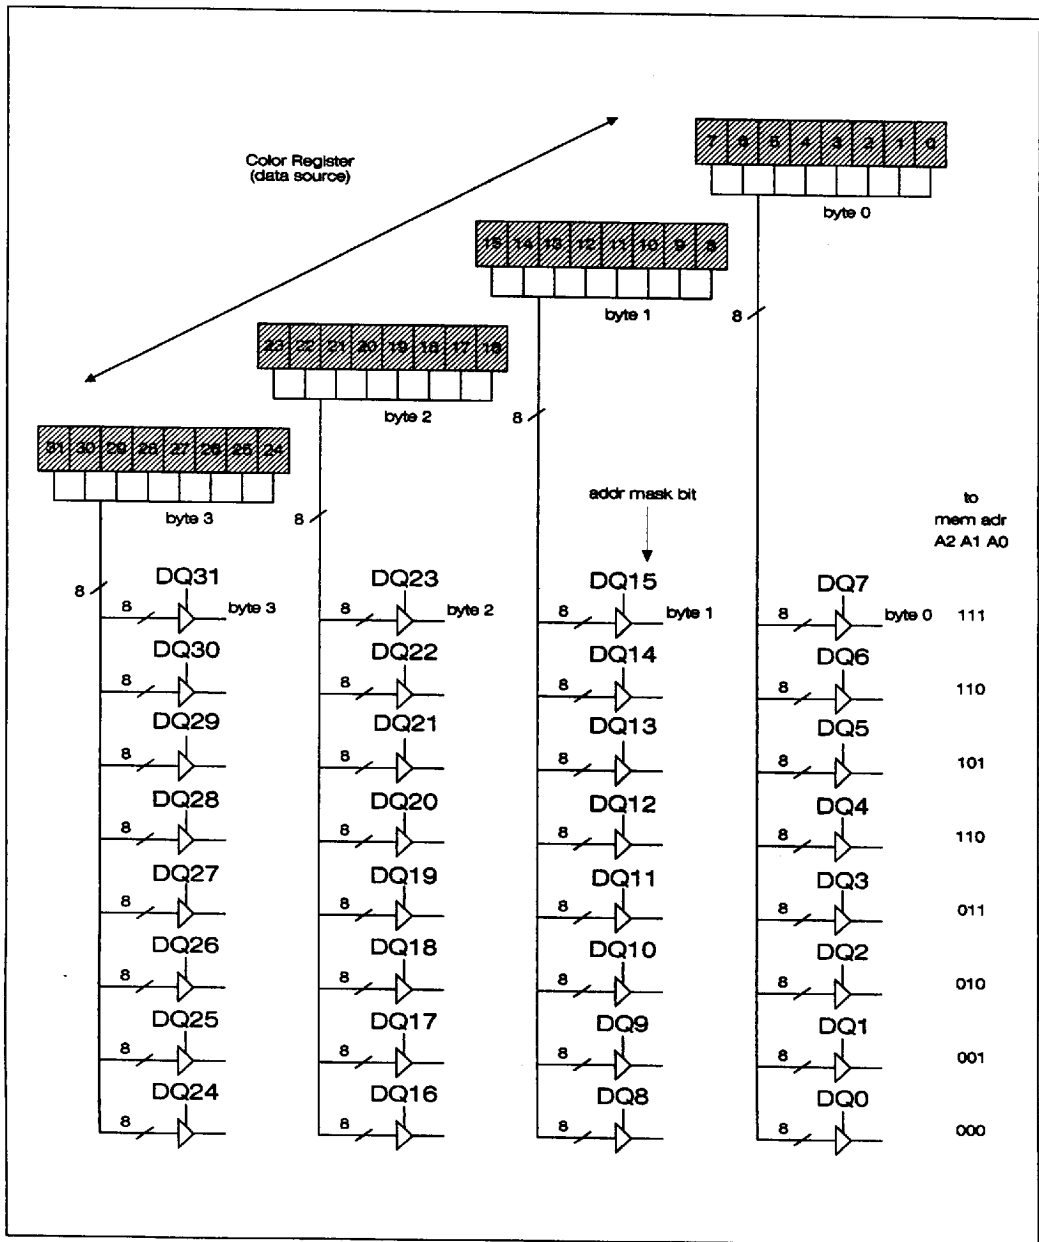 7 6 5 4 3 2 1 0
byte 0
Color Register
(data source)
15 14 13 12 11 10 9 8
byte 1
8
23 22 21 20 19 18 17 16
byte 2
8
31 30 29 28 27 26 25 24
byte 3
8
addr mask bit
to
mem adr
A2 A1 A0
8
DQ31 DQ23 DQ15 DQ7
8 byte 3 8 byte 2 8 byte 1 8 byte 0 111
DQ30 DQ22 DQ14 DQ6
8 8 8 8 110
DQ29 DQ21 DQ13 DQ5
8 8 8 8 101
DQ28 DQ20 DQ12 DQ4
8 8 8 8 110
DQ27 DQ19 DQ11 DQ3
8 8 8 8 011
DQ26 DQ18 DQ10 DQ2
8 8 8 8 010
DQ25 DQ17 DQ9 DQ1
8 8 8 8 001
DQ24 DQ16 DQ8 DQ0
8 8 8 8 000